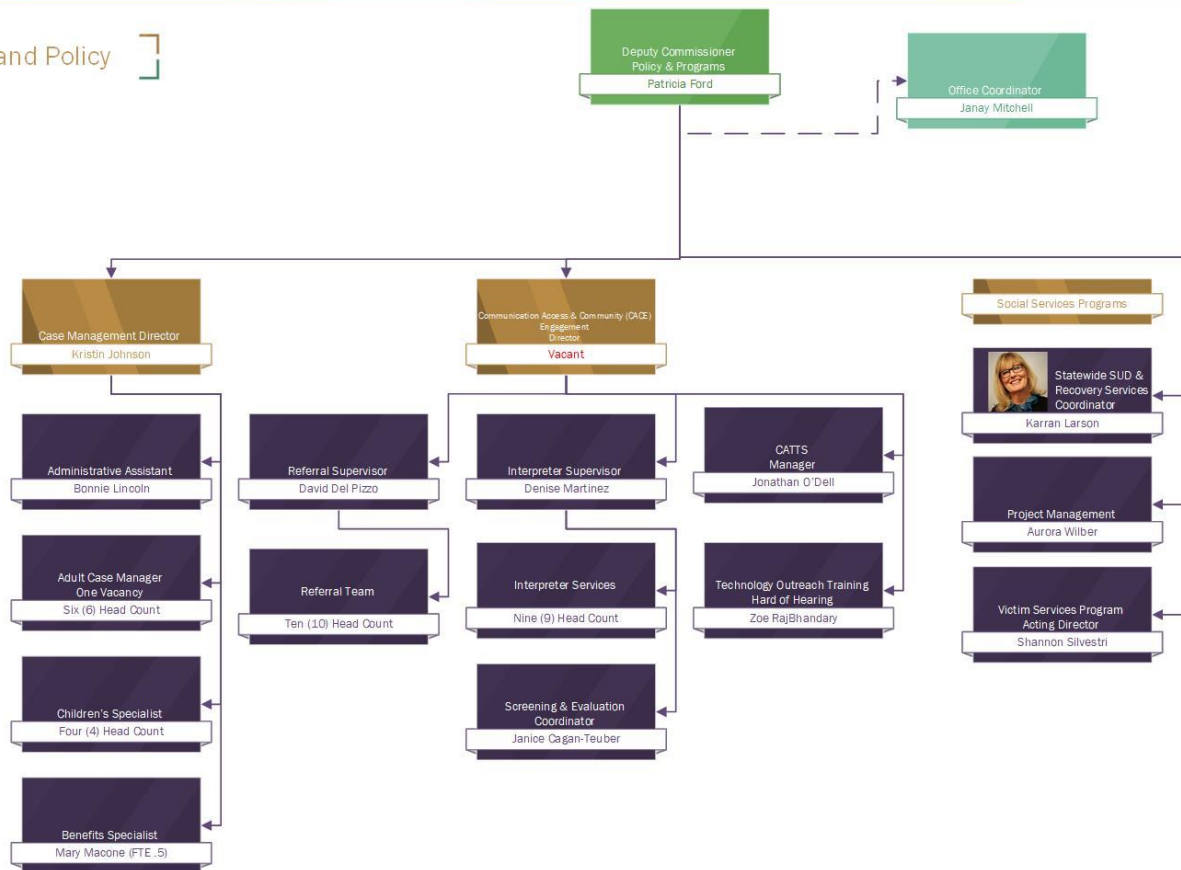 and Policy
Deputy Commissioner
Policy & Programs
Patricia Ford
Office Coordinator
Janay Mitchell
Case Management Director
Kristin Johnson
Communication Access & Community (CACE)
Engagement
Director
Vacant
Social Services Programs
Statewide SUD &
Recovery Services
Coordinator
Karran Larson
Administrative Assistant
Bonnie Lincoln
Referral Supervisor
David Del Pizzo
Interpreter Supervisor
Denise Martinez
CATTS
Manager
Jonathan O'Dell
Project Management
Aurora Wilber
Adult Case Manager
One Vacancy
Six (6) Head Count
Referral Team
Ten (10) Head Count
Interpreter Services
Nine (9) Head Count
Technology Outreach Training
Hard of Hearing
Zoe RajBhandary
Victim Services Program
Acting Director
Shannon Silvestri
Children's Specialist
Four (4) Head Count
Screening & Evaluation
Coordinator
Janice Cagan-Teuber
Benefits Specialist
Mary Macone (FTE .5)